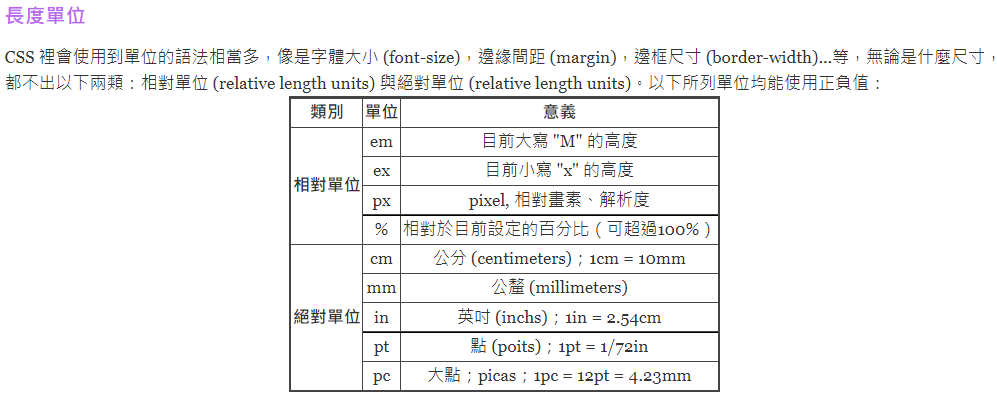 長度單位
CSS 裡會使用到單位的語法相當多，像是字體大小 (font-size)，邊緣間距 (margin)，邊框尺寸 (border-width)...等，無論是什麼尺寸，
都不出以下兩類：相對單位 (relative length units) 與絕對單位 (relative length units)。以下所列單位均能使用正負值：
類別 單位 意義
相對單位
em 目前大寫 "M" 的高度
ex 目前小寫 "x" 的高度
px pixel, 相對畫素、解析度
% 相對於目前設定的百分比（可超過100%）
絕對單位
cm 公分 (centimeters)；1cm = 10mm
mm 公釐 (millimeters)
in 英吋 (inchs)；1in = 2.54cm
pt 點 (poits)；1pt = 1/72in
pc 大點；picas；1pc = 12pt = 4.23mm